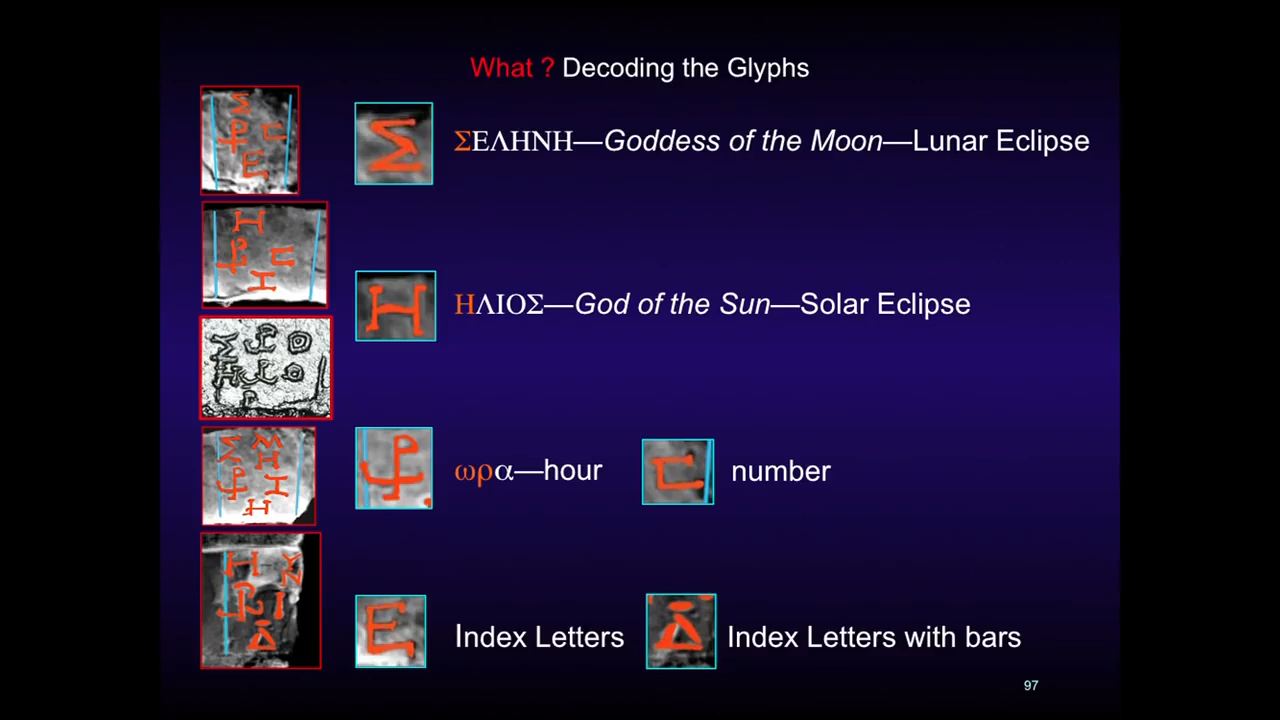 What ? Decoding the Glyphs
Σ
Ρ C
E
Σ
ΣΕΛΗΝΗ—Goddess of the Moon—Lunar Eclipse
H
Ρ C
I
H
ΗΛΙΟΣ—God of the Sun—Solar Eclipse
ωρα—hour
C
number
E
Index Letters
Δ
Index Letters with bars
97